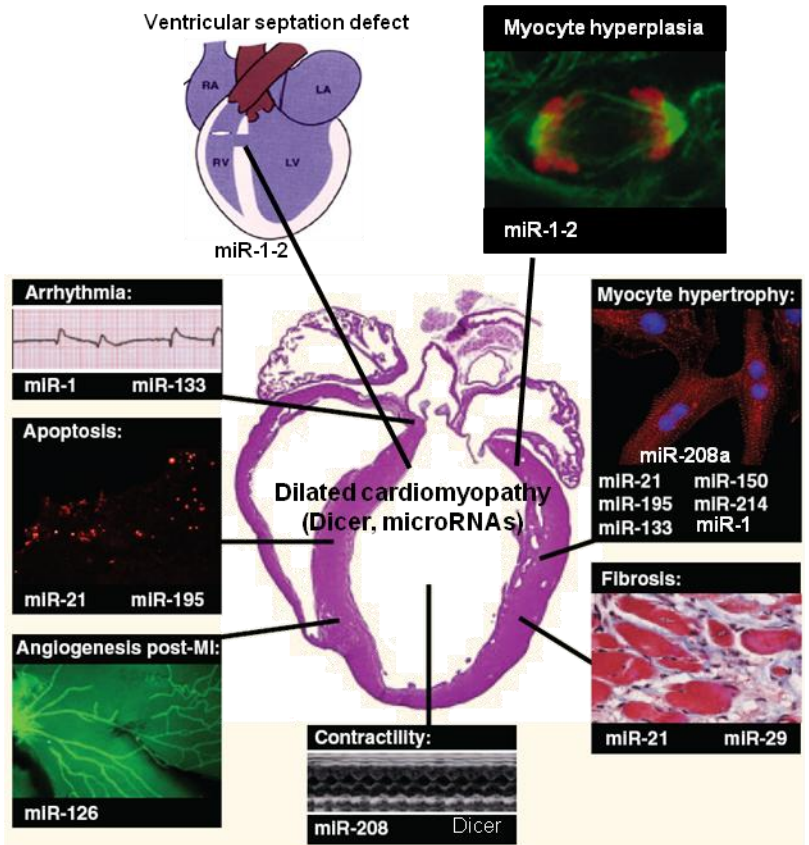 Ventricular septation defect
RA
LA
RV
LV
miR-1-2
Myocyte hyperplasia
miR-1-2
Arrhythmia:
miR-1 miR-133
Apoptosis:
miR-21 miR-195
Angiogenesis post-MI:
miR-126
Dilated cardiomyopathy
(Dicer, microRNAs)
Contractility:
miR-208 Dicer
Myocyte hypertrophy:
miR-208a
miR-21 miR-150
miR-195 miR-214
miR-133 miR-1
Fibrosis:
miR-21 miR-29